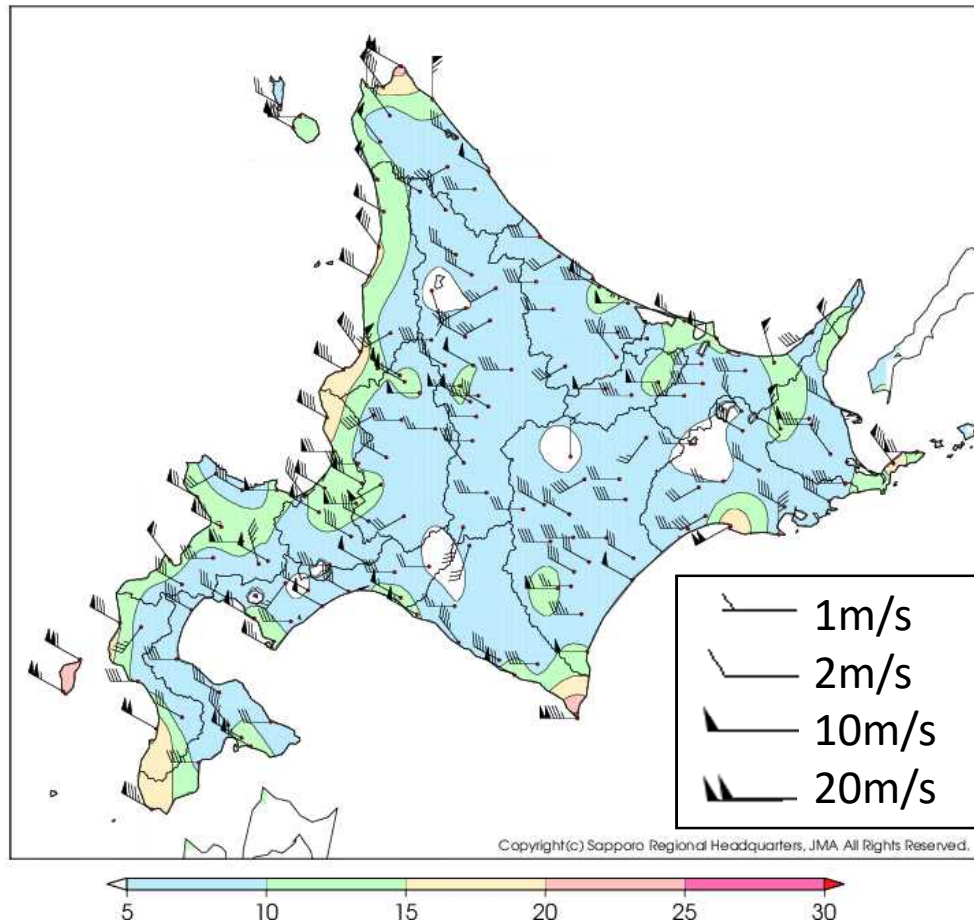 1m/s
2m/s
10m/s
20m/s
Copyright(c) Sapporo Regional Headquarters, JMA All Rights Reserved.
5 10 15 20 25 30